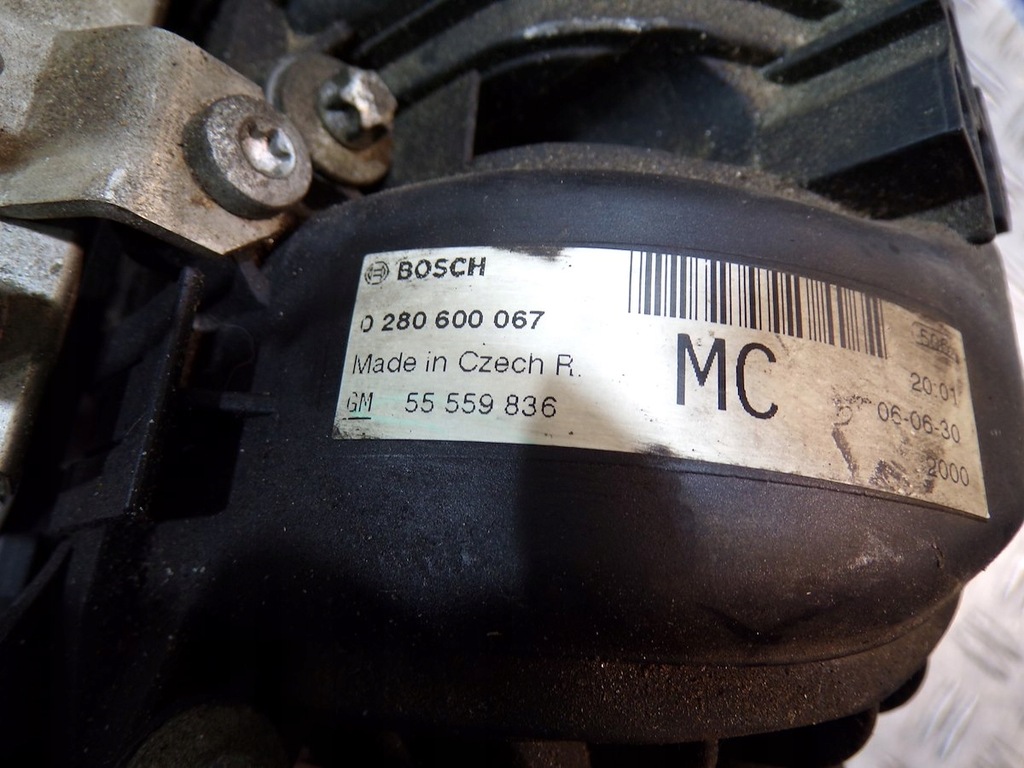 BOSCH
0 280 600 067
Made in Czech R.
GM 55 559 836
MC
20:01
06-06-30
2000